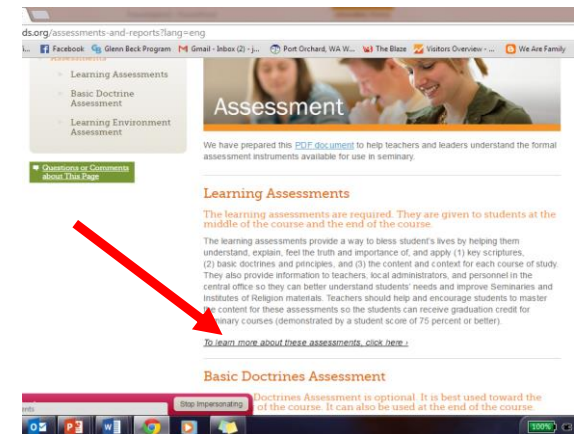 ds.org/assessments-and-reports?lang=eng
Facebook Glenn Beck Program Gmail - Inbox (2) - j... Port Orchard, WA W... The Blaze Visitors Overview - ... We Are Family
Assessments
Learning Assessments
Basic Doctrine
Assessment
Learning Environment
Assessment
Questions or Comments
about This Page
Assessment
We have prepared this PDF document to help teachers and leaders understand the formal
assessment instruments available for use in seminary.
Learning Assessments
The learning assessments are required. They are given to students at the
middle of the course and the end of the course.
The learning assessments provide a way to bless student's lives by helping them
understand, explain, feel the truth and importance of, and apply (1) key scriptures,
(2) basic doctrines and principles, and (3) the content and context for each course of study.
They also provide information to teachers, local administrators, and personnel in the
central office so they can better understand students' needs and improve Seminaries and
Institutes of Religion materials. Teachers should help and encourage students to master
the content for these assessments so the students can receive graduation credit for
seminary courses (demonstrated by a student score of 75 percent or better).
To learn more about these assessments, click here ›
Basic Doctrines Assessment
Doctrines Assessment is optional. It is best used toward the
of the course. It can also be used at the end of the course.
ents
Stop Impersonating
100%